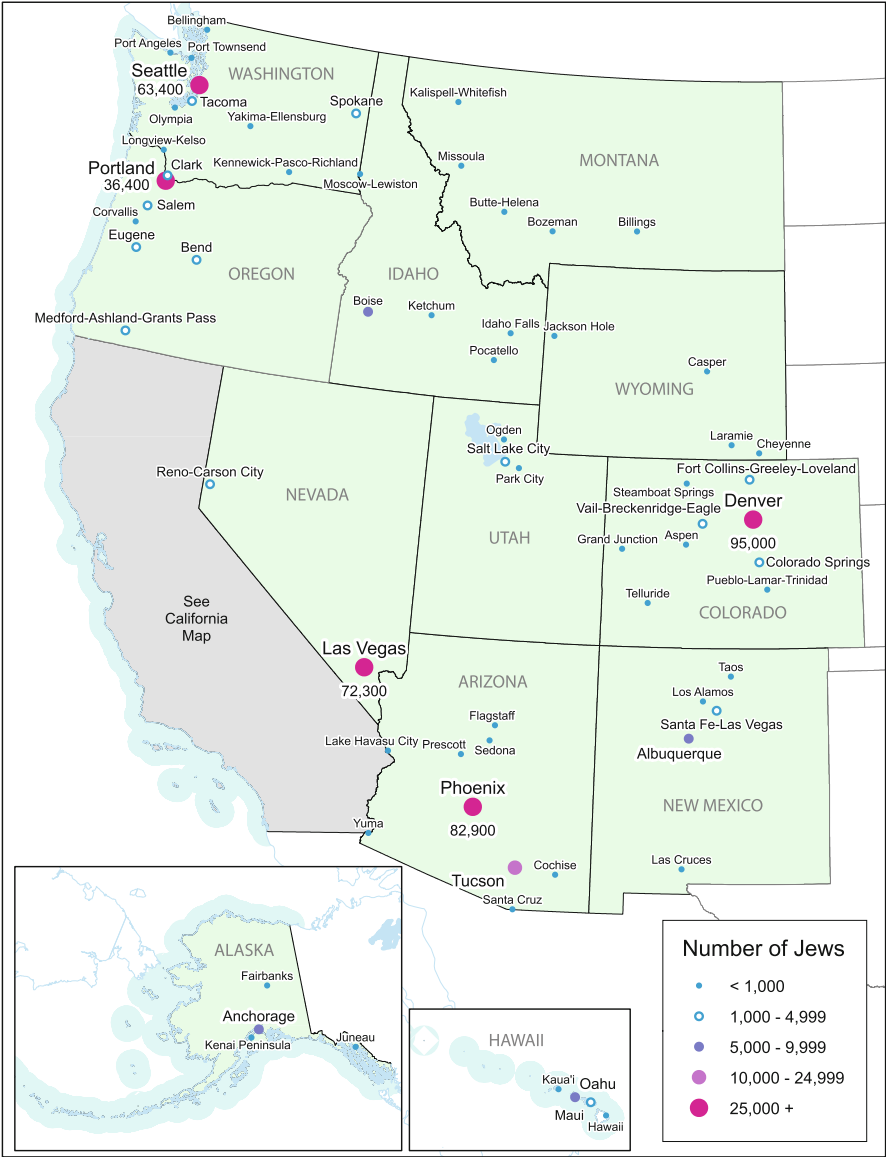 Bellingham
Port Angeles
Port Townsend
Seattle
63,400
WASHINGTON
Tacoma
Spokane
Olympia
Yakima-Ellensburg
Longview-Kelso
Portland
36,400
Clark
Kennewick-Pasco-Richland
Moscow-Lewiston
Salem
Corvallis
Eugene
Bend
OREGON
Medford-Ashland-Grants Pass
Kalispell-Whitefish
Missoula
MONTANA
Butte-Helena
Bozeman
Billings
IDAHO
Boise
Ketchum
Idaho Falls
Pocatello
Jackson Hole
Casper
WYOMING
Laramie
Cheyenne
Ogden
Salt Lake City
Park City
Reno-Carson City
NEVADA
UTAH
Fort Collins-Greeley-Loveland
Steamboat Springs
Denver
95,000
Vail-Breckenridge-Eagle
Grand Junction
Aspen
Colorado Springs
Pueblo-Lamar-Trinidad
Telluride
COLORADO
See
California
Map
Las Vegas
72,300
ARIZONA
Flagstaff
Lake Havasu City
Prescott
Sedona
Phoenix
82,900
Yuma
Tucson
Cochise
Santa Cruz
Taos
Los Alamos
Santa Fe-Las Vegas
Albuquerque
NEW MEXICO
Las Cruces
ALASKA
Fairbanks
Anchorage
Kenai Peninsula
Juneau
HAWAII
Kaua'i
Oahu
Maui
Hawaii
Number of Jews
< 1,000
1,000 - 4,999
5,000 - 9,999
10,000 - 24,999
25,000 +